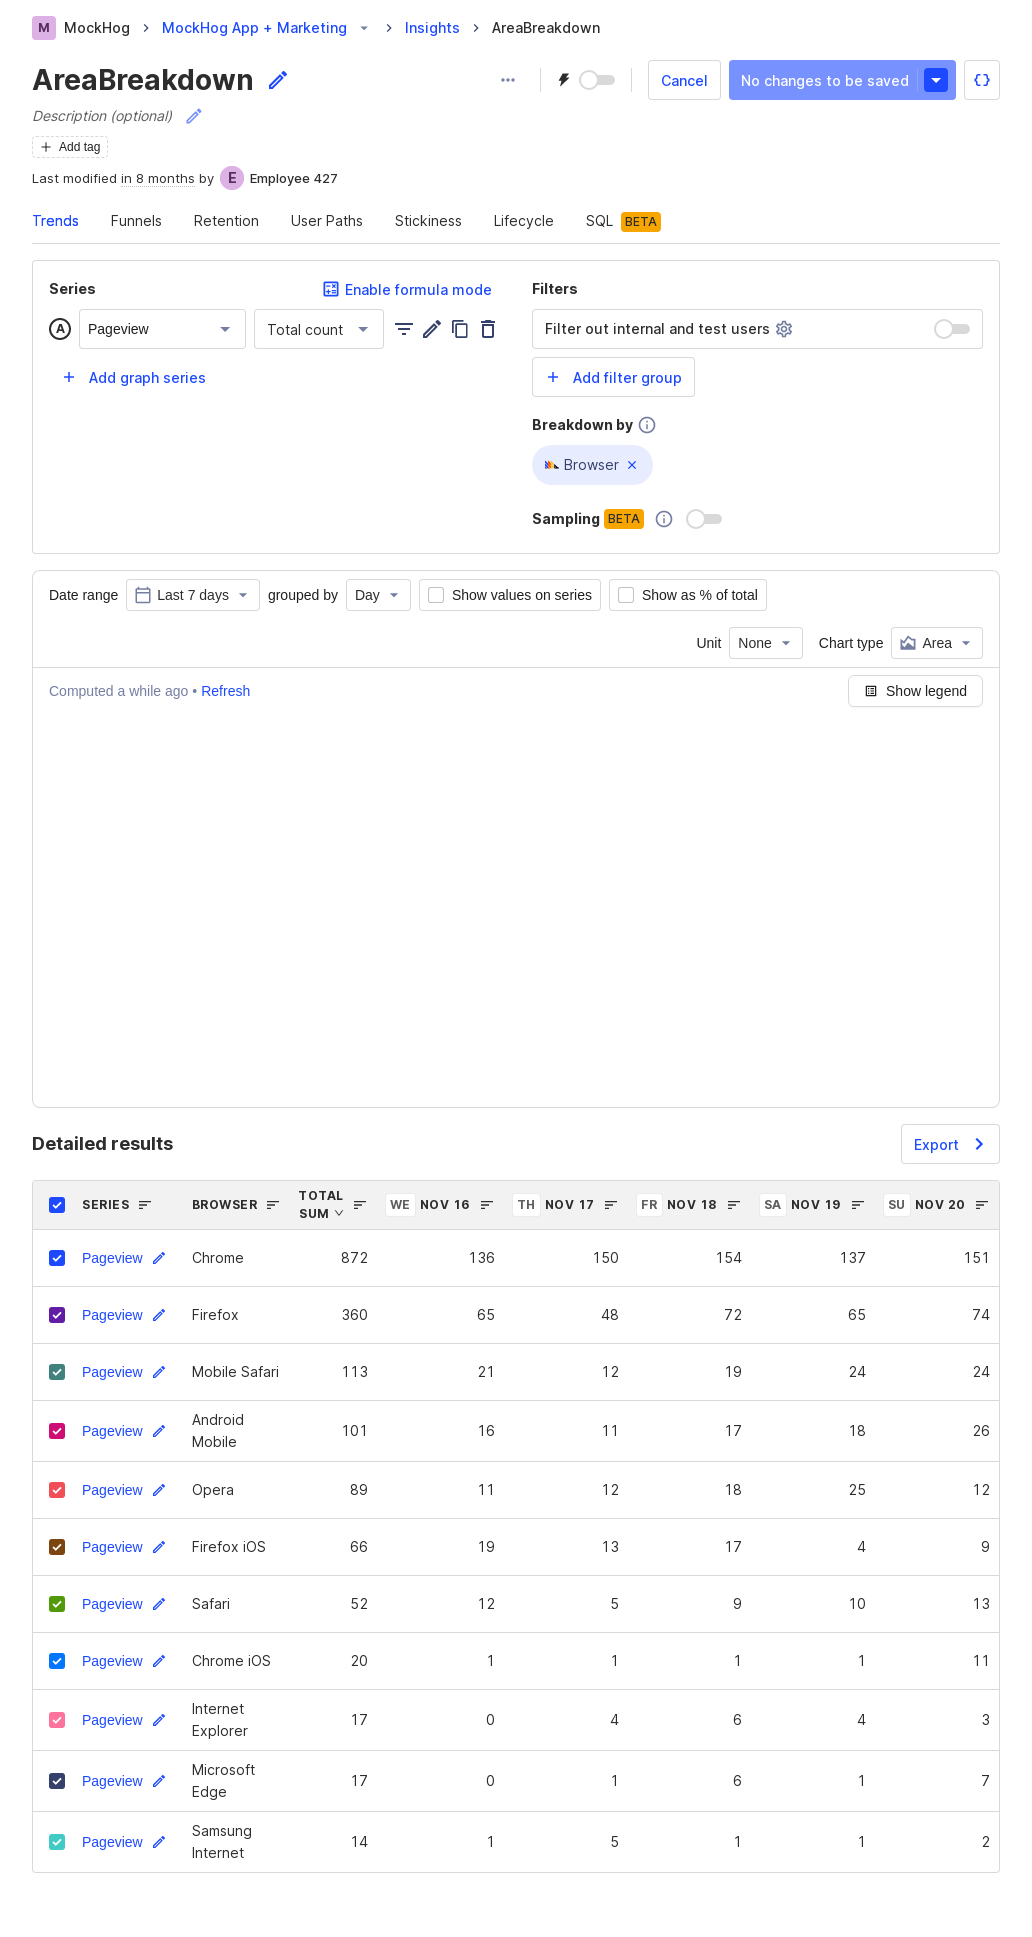 M MockHog MockHog App + Marketing Insights AreaBreakdown
AreaBreakdown
Cancel No changes to be saved
Description (optional)
Add tag
Last modified in 8 months by E Employee 427
Trends Funnels Retention User Paths Stickiness Lifecycle SQL BETA
Series Enable formula mode
A Pageview Total count
Add graph series
Filters
Filter out internal and test users
Add filter group
Breakdown by
Browser
Sampling BETA
Date range Last 7 days grouped by Day Show values on series Show as % of total
Unit None Chart type Area
Computed a while ago • Refresh Show legend
Detailed results Export
SERIES BROWSER TOTAL SUM WE NOV 16 TH NOV 17 FR NOV 18 SA NOV 19 SU NOV 20
Pageview Chrome 872 136 150 154 137 151
Pageview Firefox 360 65 48 72 65 74
Pageview Mobile Safari 113 21 12 19 24 24
Pageview Android Mobile 101 16 11 17 18 26
Pageview Opera 89 11 12 18 25 12
Pageview Firefox iOS 66 19 13 17 4 9
Pageview Safari 52 12 5 9 10 13
Pageview Chrome iOS 20 1 1 1 1 11
Pageview Internet Explorer 17 0 4 6 4 3
Pageview Microsoft Edge 17 0 1 6 1 7
Pageview Samsung Internet 14 1 5 1 1 2